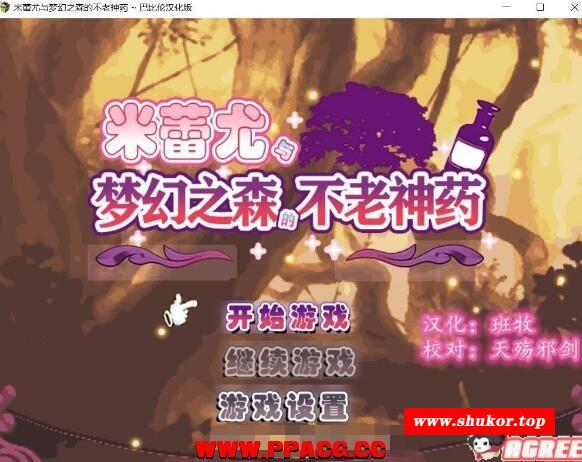 米蕾尤与梦幻之森的不老神药 ~ 巴比伦汉化版
米蕾尤与
梦幻之森的不老神药
开始游戏
继续游戏
游戏设置
汉化：班牧
校对：天殇邪剑
www.shukor.top
WWW.PPACG.CC
AGREE